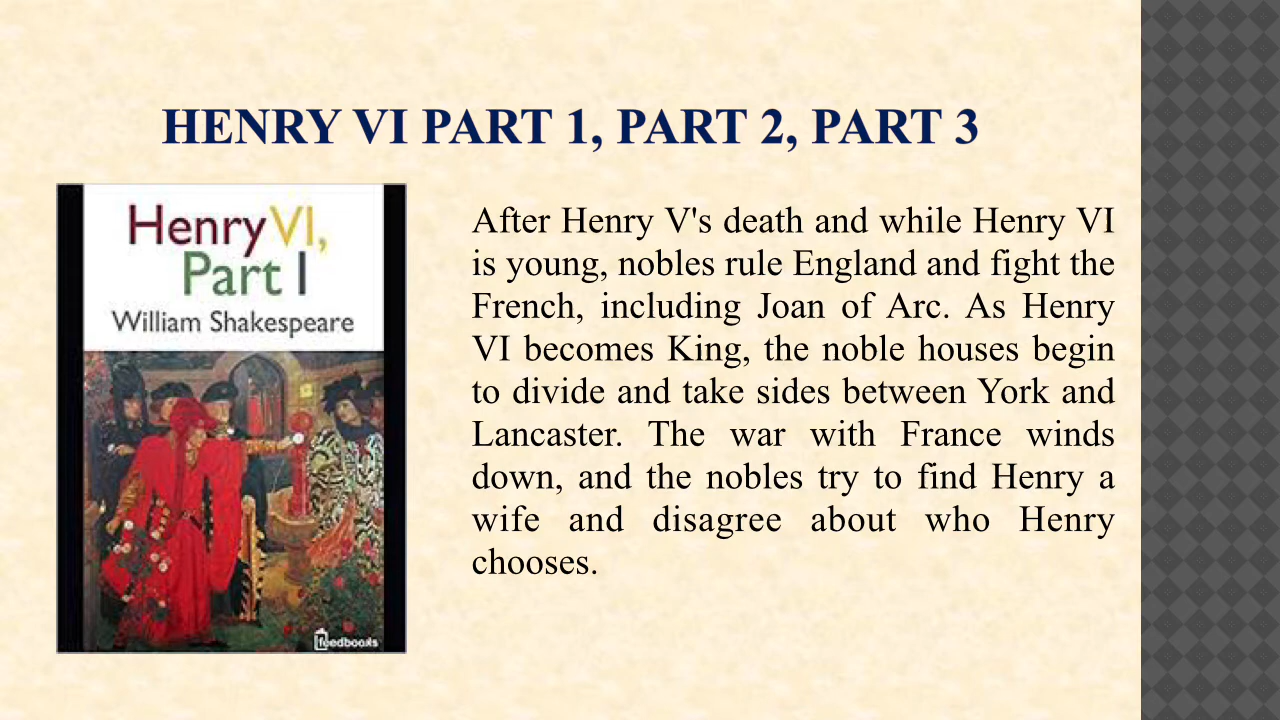 HENRY VI PART 1, PART 2, PART 3
Henry VI,
Part I
William Shakespeare
feedbooks
After Henry V's death and while Henry VI
is young, nobles rule England and fight the
French, including Joan of Arc. As Henry
VI becomes King, the noble houses begin
to divide and take sides between York and
Lancaster. The war with France winds
down, and the nobles try to find Henry a
wife and disagree about who Henry
chooses.